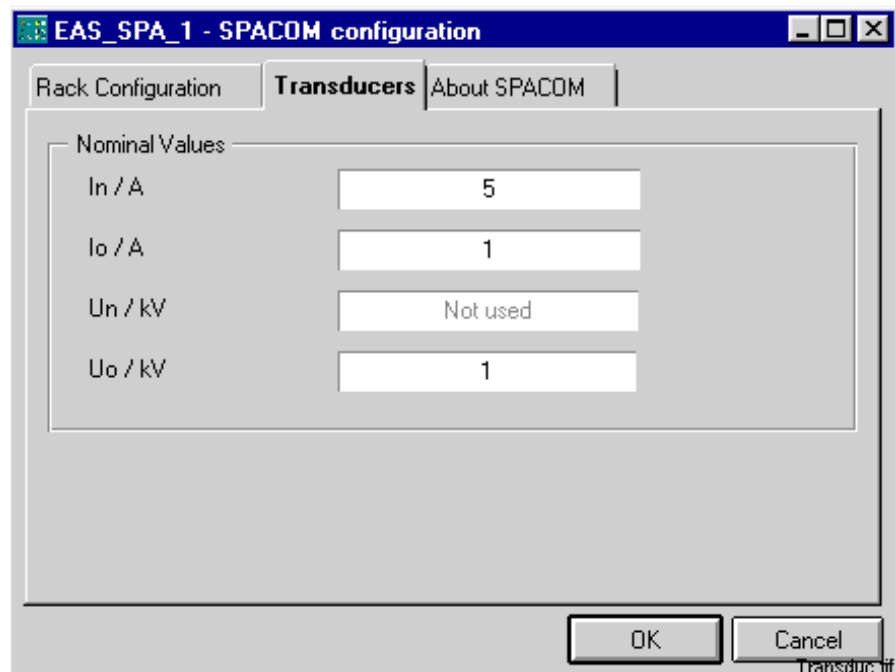 EAS_SPA_1 - SPACOM configuration
Rack Configuration Transducers About SPACOM
Nominal Values
In / A 5
Io / A 1
Un / kV Not used
Uo / kV 1
OK Cancel